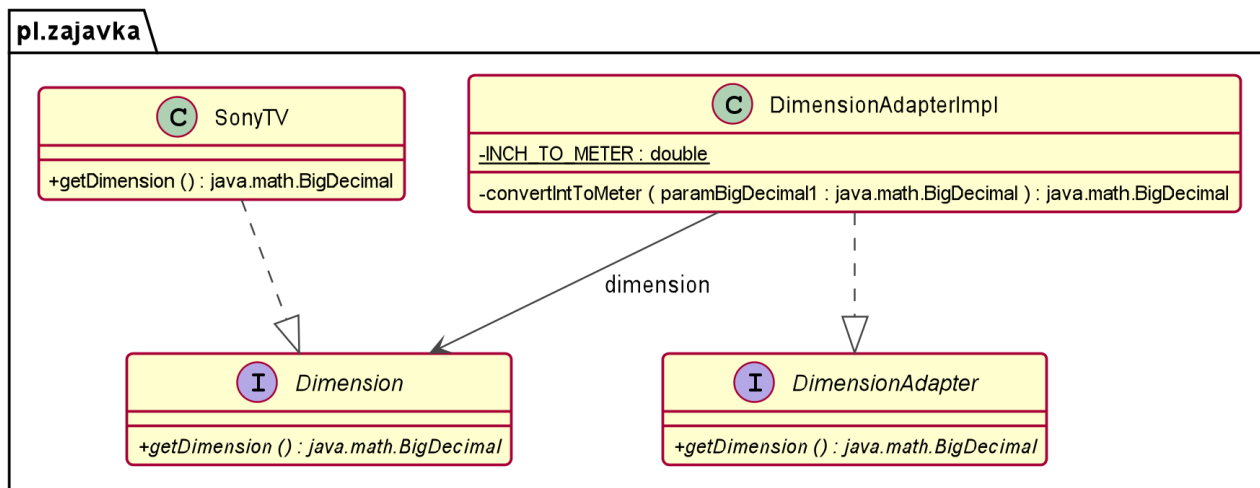 pl.zajavka
C SonyTV
+getDimension () : java.math.BigDecimal
C DimensionAdapterImpl
-INCH_TO_METER : double
-convertIntToMeter ( paramBigDecimal1 : java.math.BigDecimal ) : java.math.BigDecimal
dimension
I Dimension
+getDimension () : java.math.BigDecimal
I DimensionAdapter
+getDimension () : java.math.BigDecimal